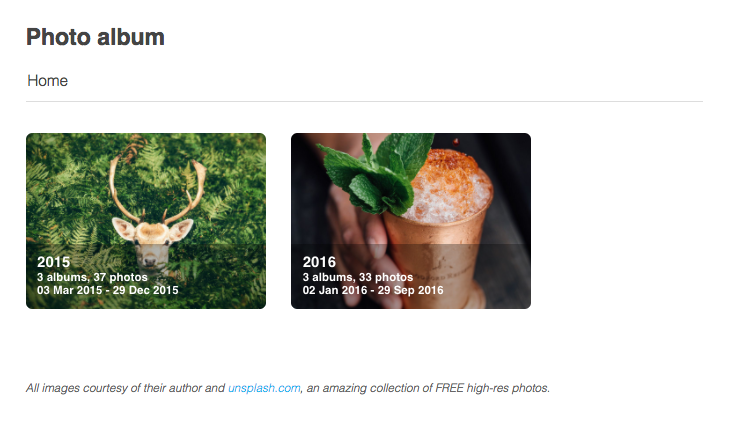 Photo album
Home
2015
3 albums, 37 photos
03 Mar 2015 - 29 Dec 2015
2016
3 albums, 33 photos
02 Jan 2016 - 29 Sep 2016
All images courtesy of their author and unsplash.com, an amazing collection of FREE high-res photos.